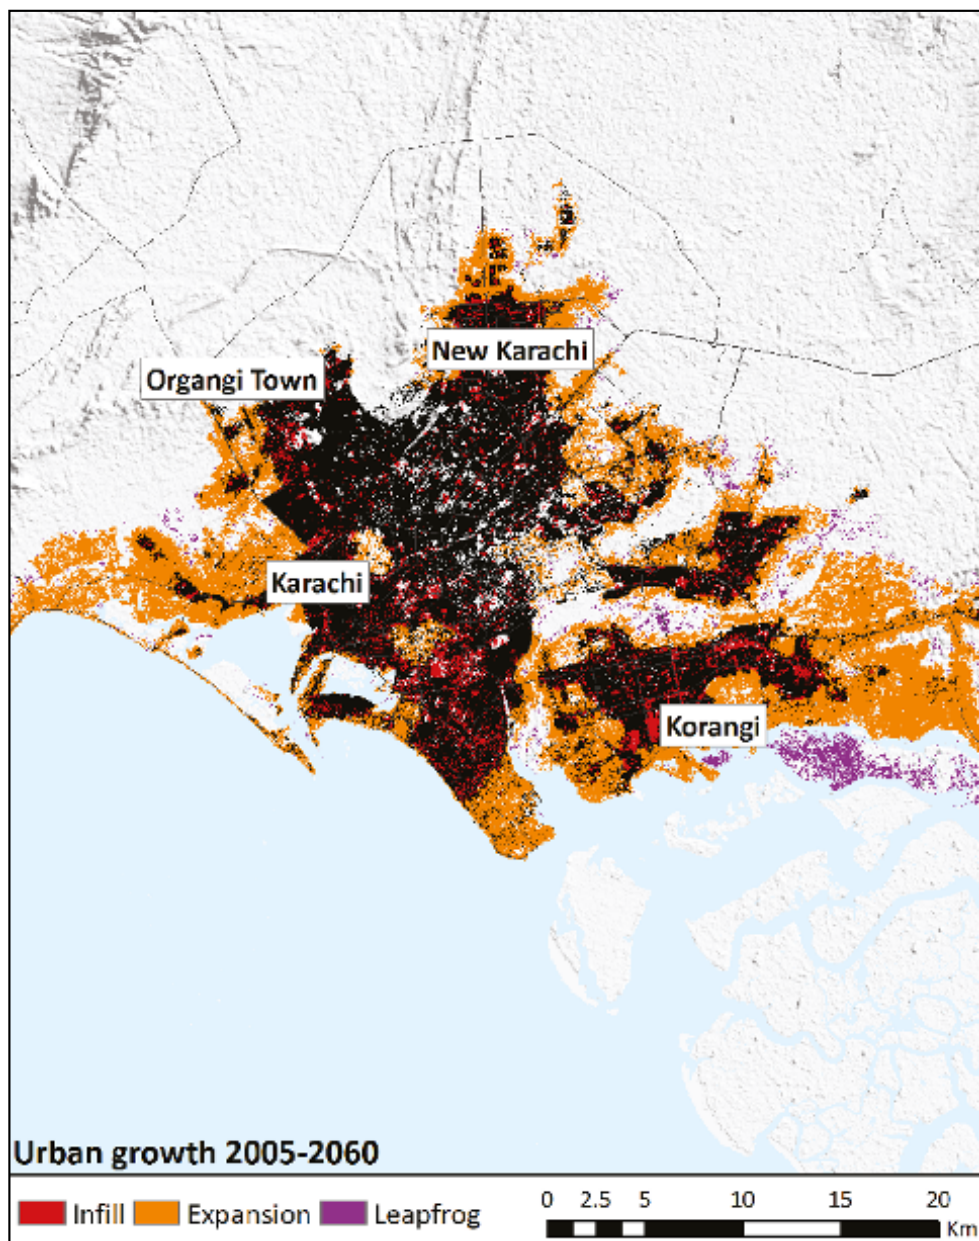 New Karachi
Organgi Town
Karachi
Korangi
Urban growth 2005-2060
Infill Expansion Leapfrog
0 2.5 5 10 15 20
Km